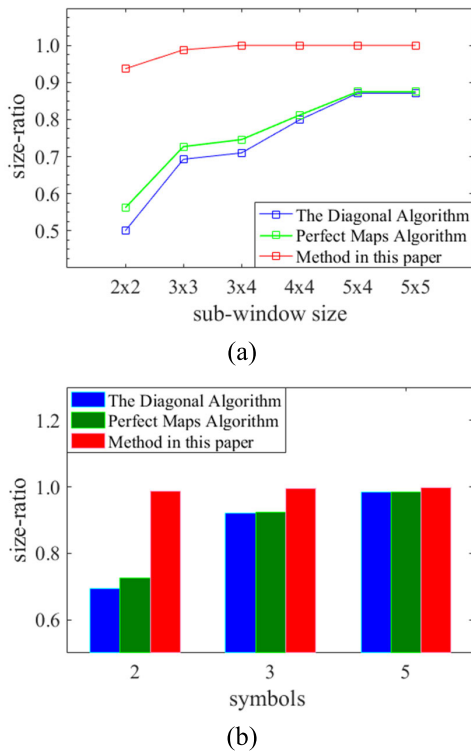 1.0
0.9
0.8
0.7
0.6
0.5
size-ratio
The Diagonal Algorithm
Perfect Maps Algorithm
Method in this paper
2x2 3x3 3x4 4x4 5x4 5x5
sub-window size
(a)
The Diagonal Algorithm
Perfect Maps Algorithm
Method in this paper
1.2
1.0
0.8
0.6
size-ratio
2 3 5
symbols
(b)